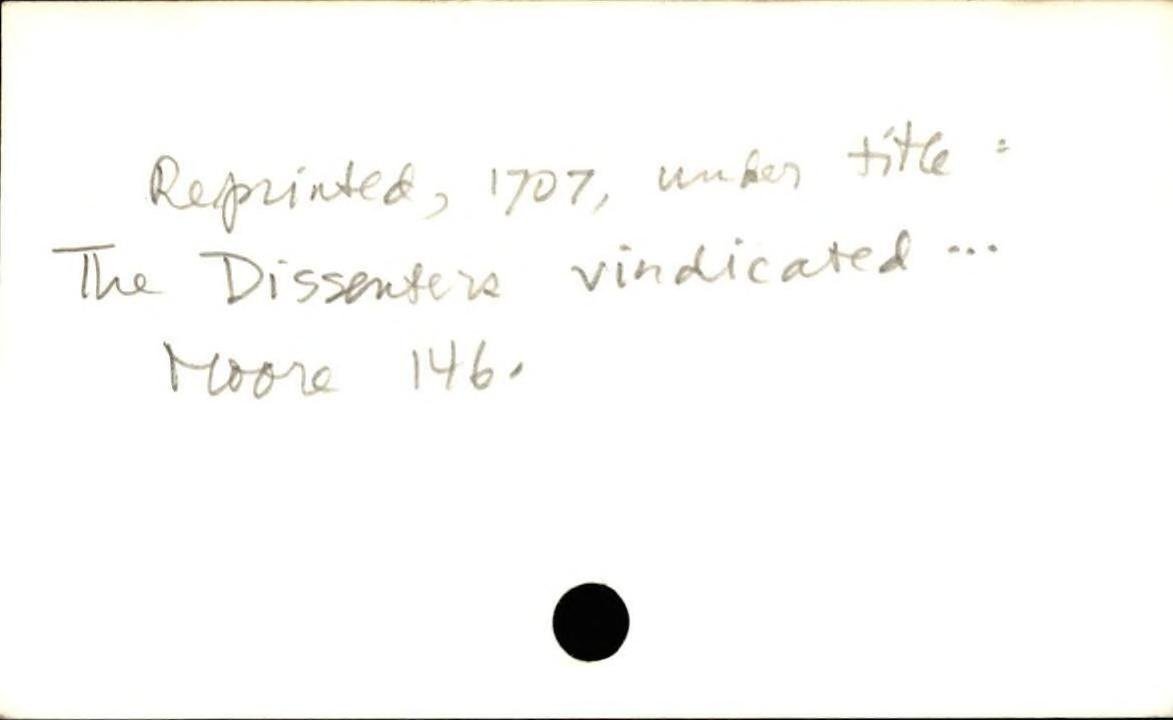 Reprinted, 1707, under title:
The Dissenters vindicated...
Moore 146.